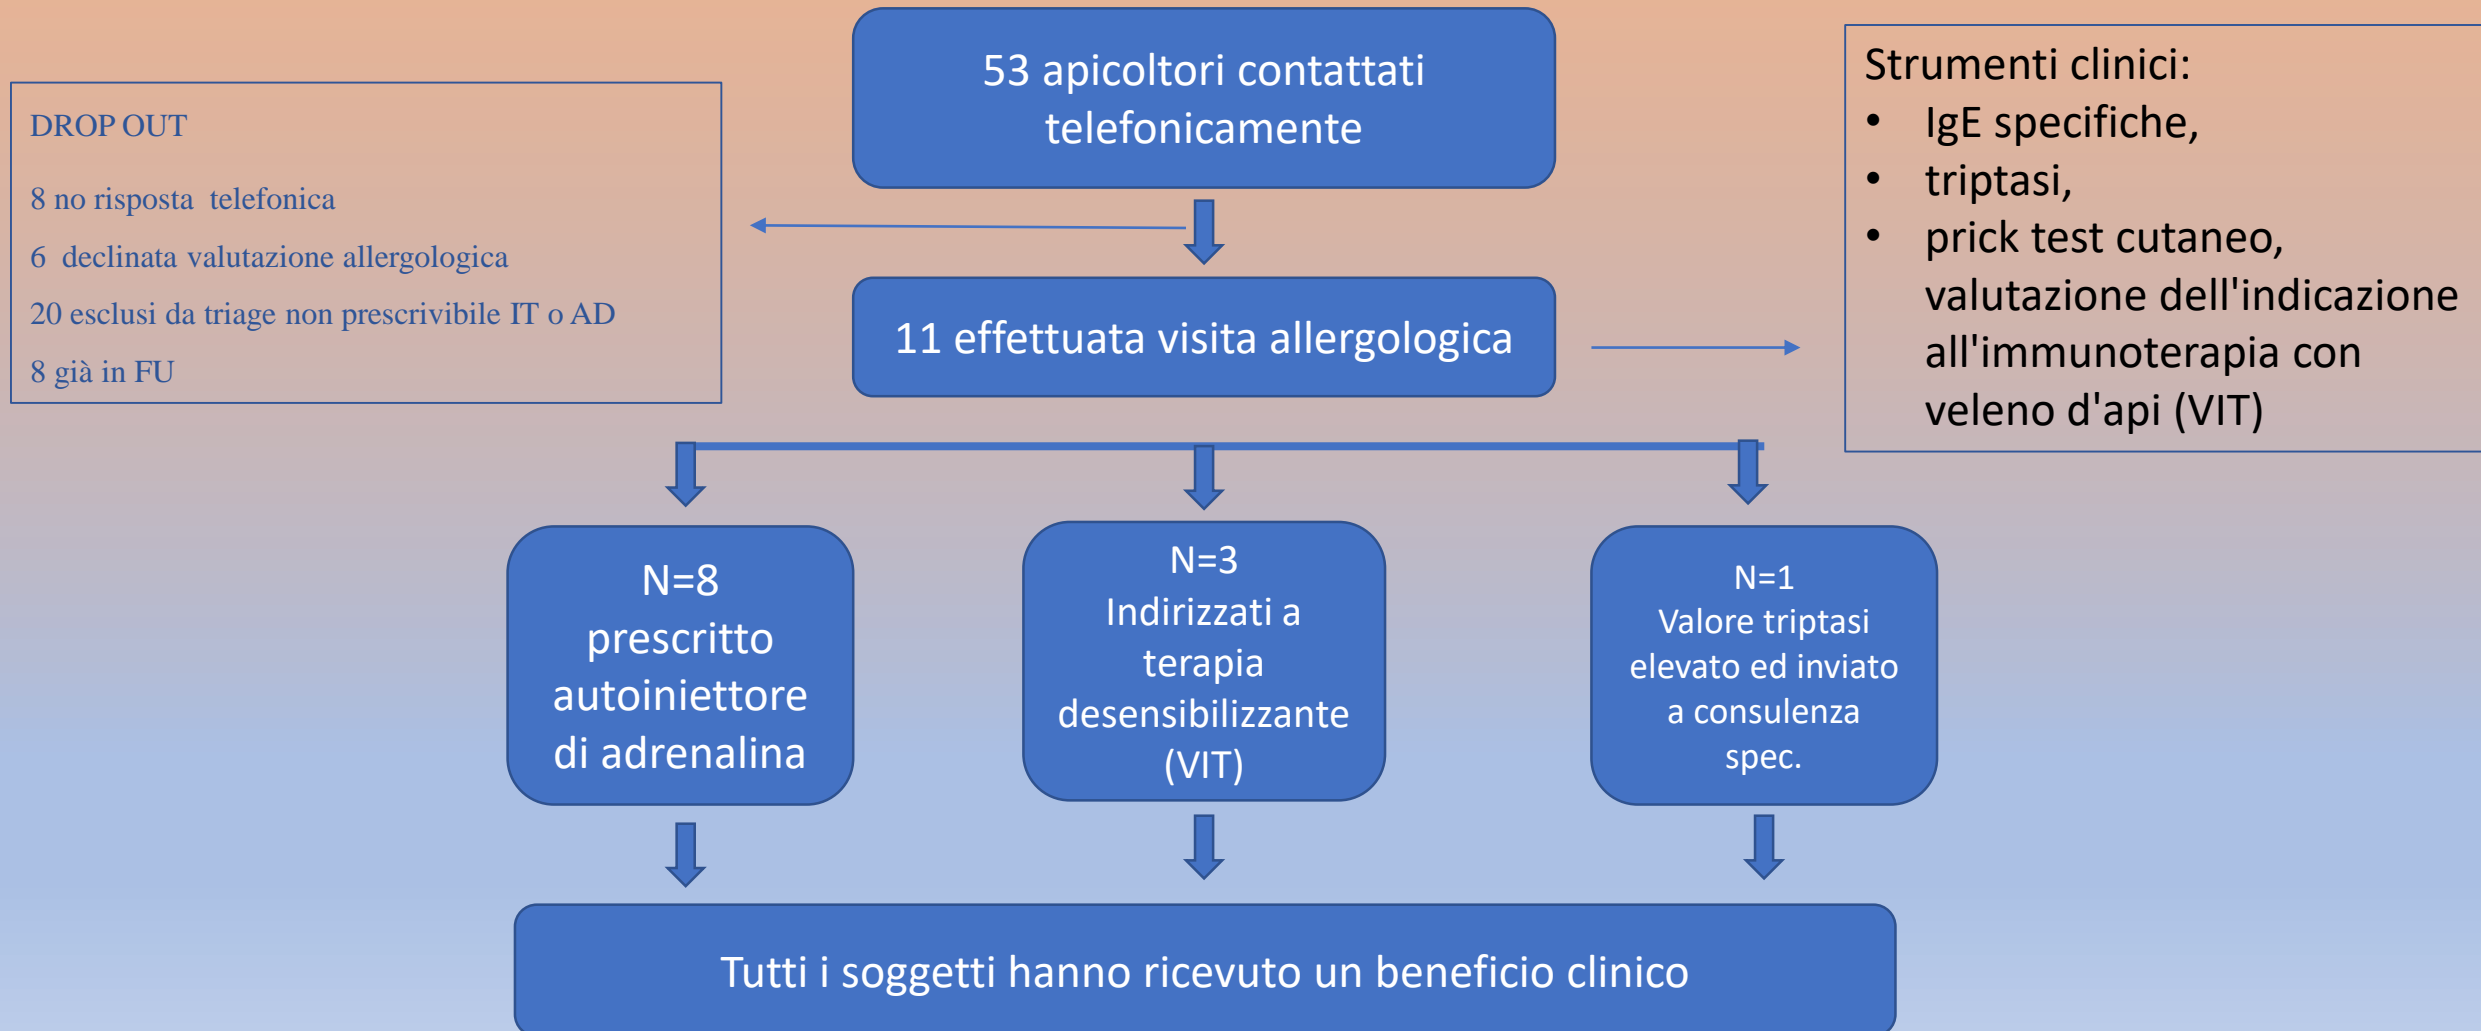 53 apicoltori contattati
telefonicamente
DROP OUT
8 no risposta telefonica
6 declinata valutazione allergologica
20 esclusi da triage non prescrivibile IT o AD
8 già in FU
11 effettuata visita allergologica
Strumenti clinici:
• IgE specifiche,
• triptasi,
• prick test cutaneo,
valutazione dell'indicazione
all'immunoterapia con
veleno d'api (VIT)
N=8
prescritto
autoiniettore
di adrenalina
N=3
Indirizzati a
terapia
desensibilizzante
(VIT)
N=1
Valore triptasi
elevato ed inviato
a consulenza
spec.
Tutti i soggetti hanno ricevuto un beneficio clinico